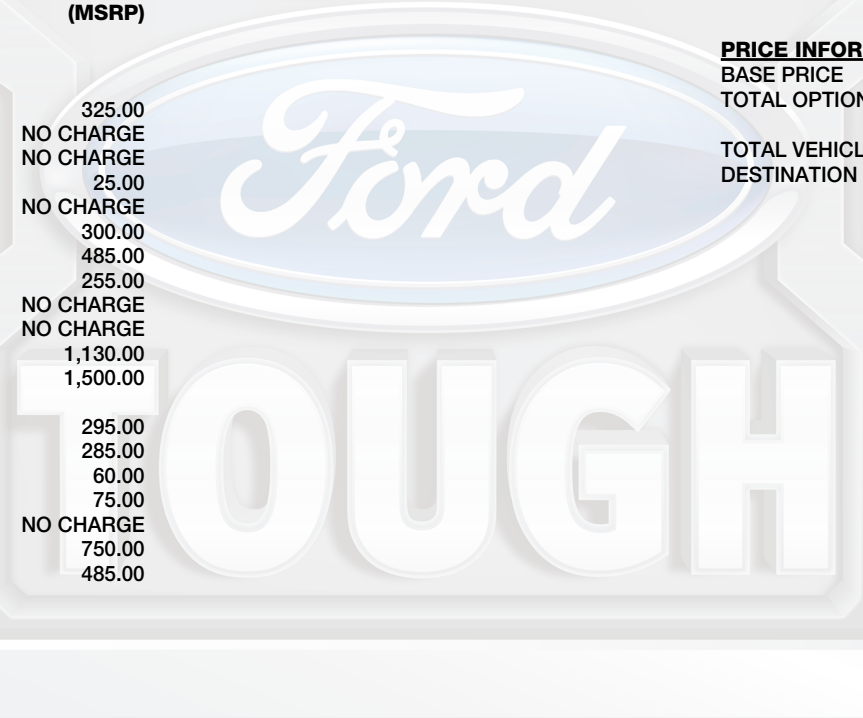 (MSRP)
325.00
NO CHARGE
NO CHARGE
25.00
NO CHARGE
300.00
485.00
255.00
NO CHARGE
NO CHARGE
1,130.00
1,500.00
295.00
285.00
60.00
75.00
NO CHARGE
750.00
485.00
PRICE INFOR
BASE PRICE
TOTAL OPTION
TOTAL VEHICL
DESTINATION
Ford
TOUGH